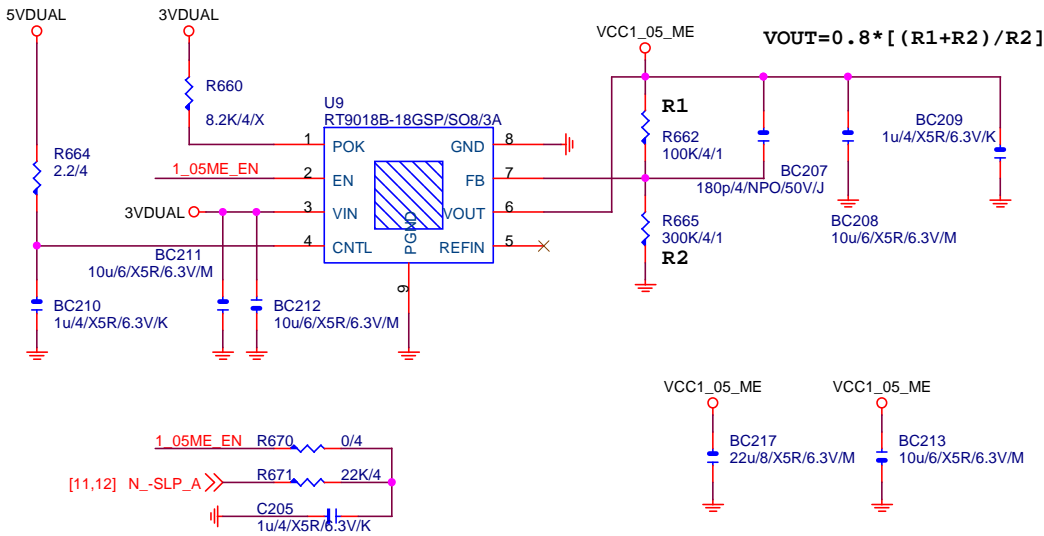 5VDUAL
3VDUAL
VCC1_05_ME
VOUT=0.8*[(R1+R2)/R2]
R660
8.2K/4/X
U9
RT9018B-18GSP/SO8/3A
R1
R662
100K/4/1
BC209
1u/4/X5R/6.3V/K
R664
2.2/4
1 POK
GND 8
1_05ME_EN
2 EN
FB 7
BC207
180p/4/NPO/50V/J
3VDUAL
3 VIN
VOUT 6
R665
300K/4/1
R2
BC208
10u/6/X5R/6.3V/M
4 CNTL
PGND
REFIN 5
9
BC211
10u/6/X5R/6.3V/M
BC210
1u/4/X5R/6.3V/K
BC212
10u/6/X5R/6.3V/M
VCC1_05_ME
VCC1_05_ME
BC217
22u/8/X5R/6.3V/M
BC213
10u/6/X5R/6.3V/M
1_05ME_EN R670 0/4
[11,12] N_-SLP_A R671 22K/4
C205
1u/4/X5R/6.3V/K